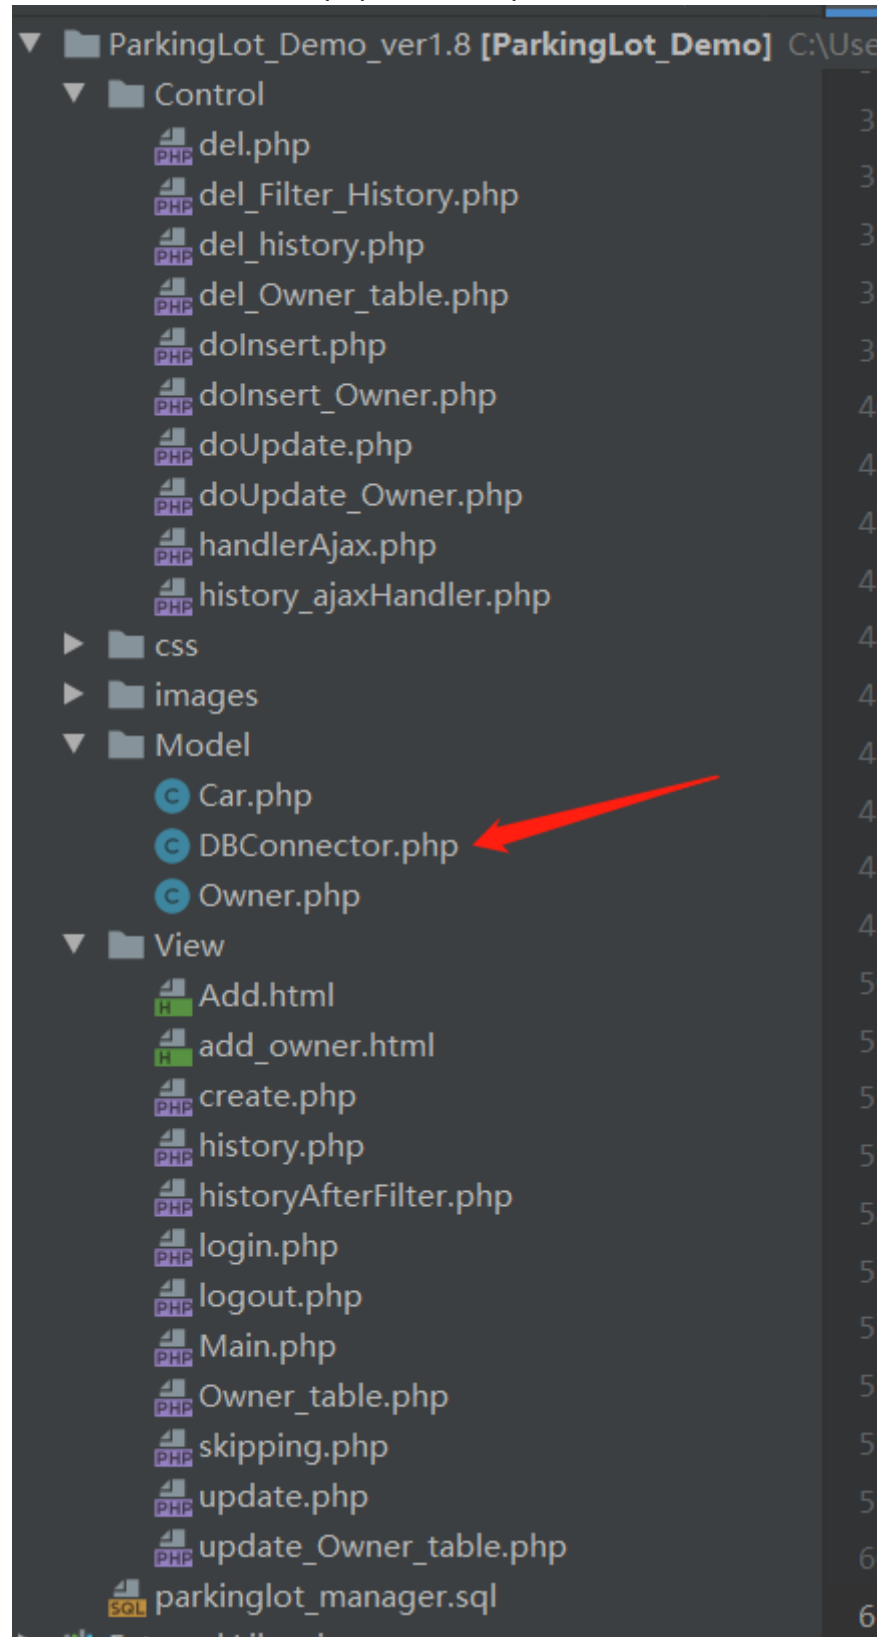 ParkingLot_Demo_ver1.8 [ParkingLot_Demo] C:\Use
Control
del.php
del_Filter_History.php
del_history.php
del_Owner_table.php
doInsert.php
doInsert_Owner.php
doUpdate.php
doUpdate_Owner.php
handlerAjax.php
history_ajaxHandler.php
css
images
Model
Car.php
DBConnector.php
Owner.php
View
Add.html
add_owner.html
create.php
history.php
historyAfterFilter.php
login.php
logout.php
Main.php
Owner_table.php
skipping.php
update.php
update_Owner_table.php
parkinglot_manager.sql